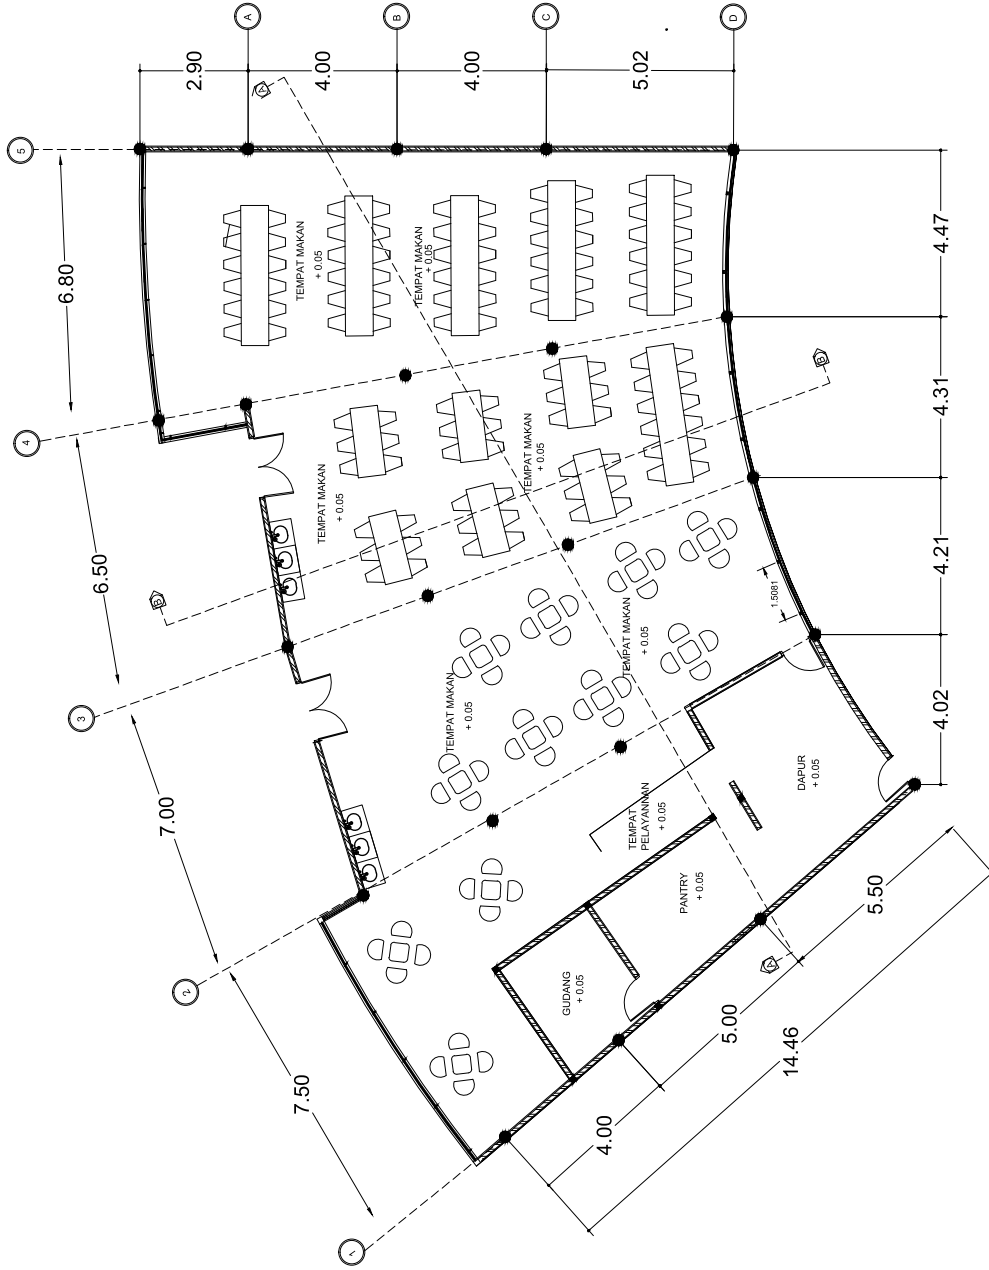 A
B
C
D
2.90
4.00
4.00
5.02
A
5
6.80
4.47
TEMPAT MAKAN
+ 0.05
TEMPAT MAKAN
+ 0.05
4
4.31
B
TEMPAT MAKAN
+ 0.05
TEMPAT MAKAN
+ 0.05
6.50
4.21
B
1.5081
3
TEMPAT MAKAN
+ 0.05
TEMPAT MAKAN
+ 0.05
4.02
7.00
DAPUR
+ 0.05
TEMPAT
PELAYANNAN
+ 0.05
PANTRY
+ 0.05
5.50
2
A
GUDANG
+ 0.05
5.00
14.46
7.50
4.00
1